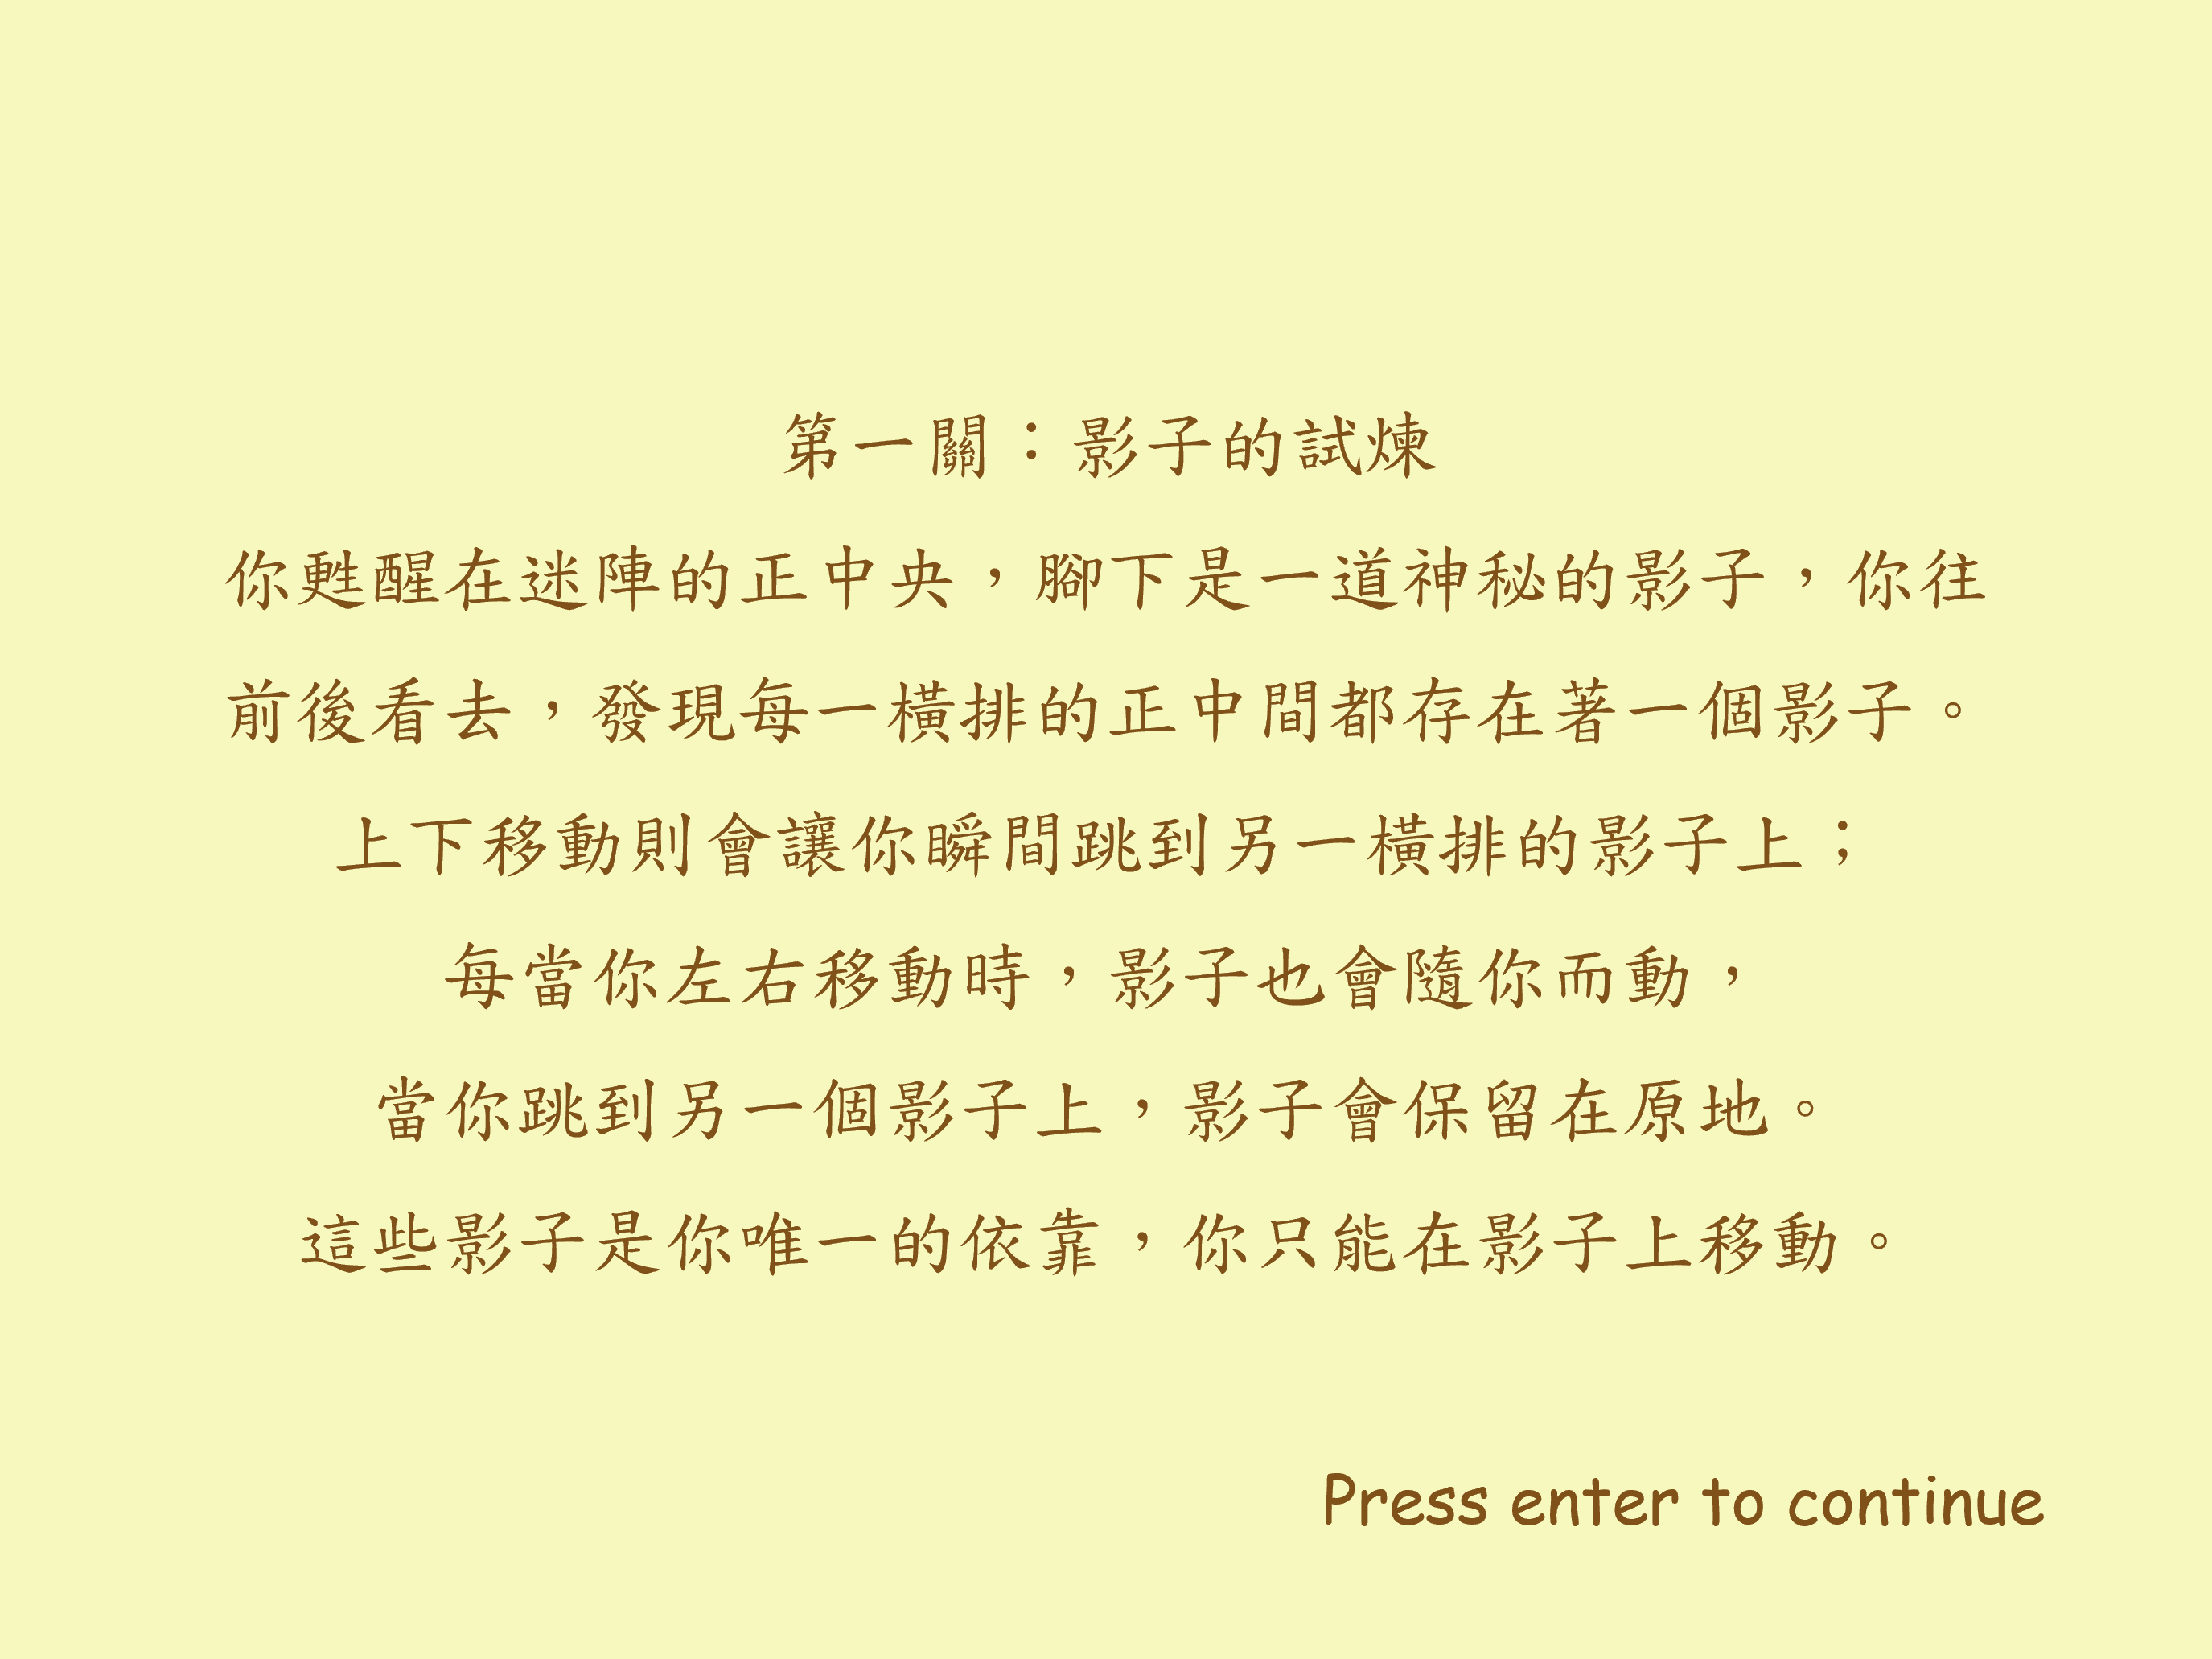 第一關：影子的試煉
你甦醒在迷陣的正中央，腳下是一道神秘的影子，你往
前後看去，發現每一橫排的正中間都存在著一個影子。
上下移動則會讓你瞬間跳到另一橫排的影子上；
每當你左右移動時，影子也會隨你而動，
當你跳到另一個影子上，影子會保留在原地。
這些影子是你唯一的依靠，你只能在影子上移動。
Press enter to continue